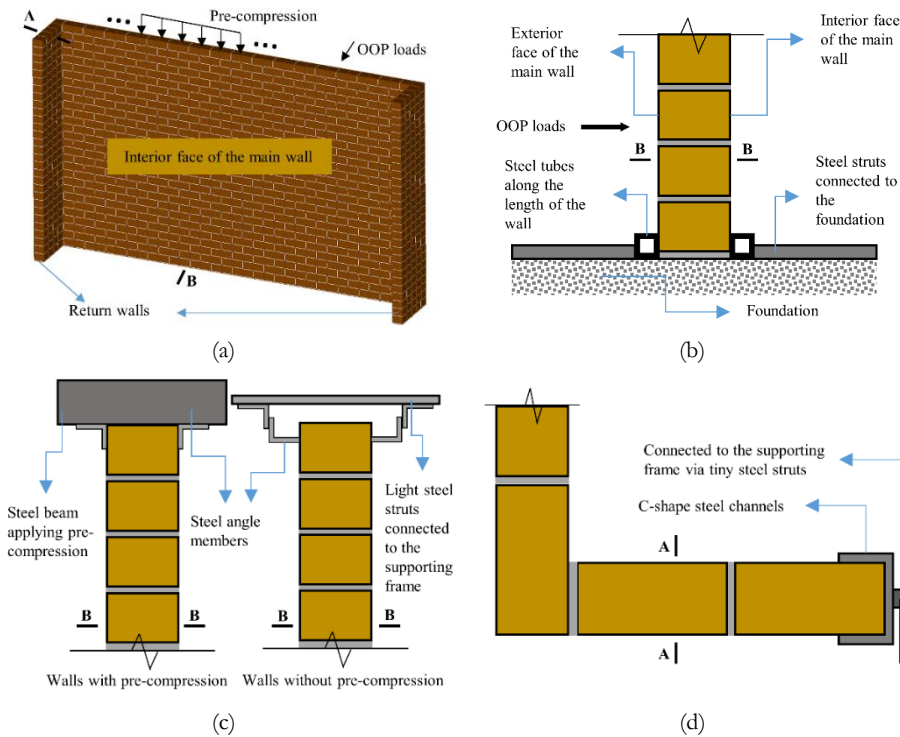 A
Pre-compression
OOP loads
Interior face of the main wall
B
Return walls
(a)
Exterior
face of the
main wall
Interior face
of the main
wall
OOP loads
B
B
Steel tubes
along the
length of the
wall
Steel struts
connected to
the
foundation
Foundation
(b)
Steel beam
applying pre-
compression
Steel angle
members
Light steel
struts
connected
to the
supporting
frame
B
B
B
B
Walls with pre-compression
Walls without pre-compression
(c)
Connected to the supporting
frame via tiny steel struts
C-shape steel channels
A
A
(d)